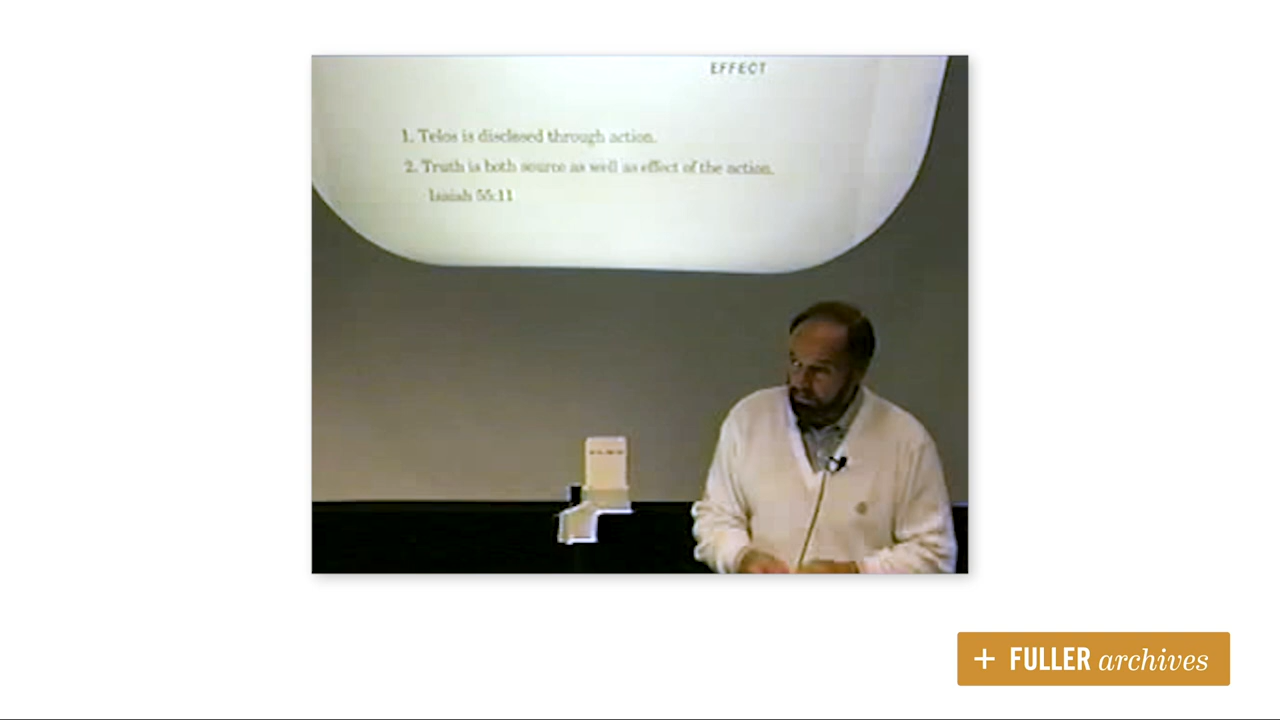 EFFECT
1. Telos is disclosed through action.
2. Truth is both source as well as effect of the action.
Isaiah 55:11
+ FULLER archives